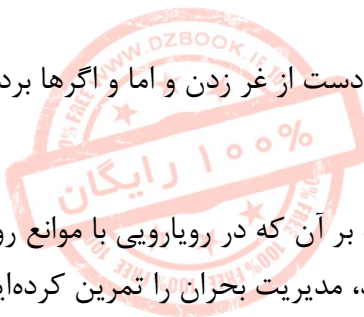 دست از غر زدن و اما و اگرها برد
WWW.DZBOOK.IR
۱۰۰%
رایگان
بر آن که در رویارویی با موانع رو
د، مدیریت بحران را تمرین کرده‌ای